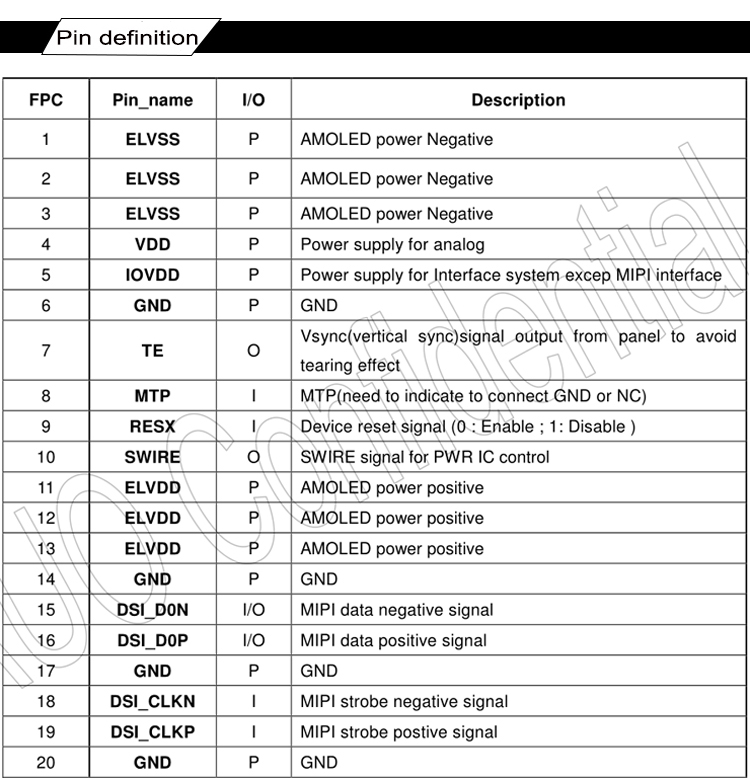 Pin definition
FPC Pin_name I/O Description
1 ELVSS P AMOLED power Negative
2 ELVSS P AMOLED power Negative
3 ELVSS P AMOLED power Negative
4 VDD P Power supply for analog
5 IOVDD P Power supply for Interface system excep MIPI interface
6 GND P GND
7 TE O Vsync(vertical sync)signal output from panel to avoid
tearing effect
8 MTP I MTP(need to indicate to connect GND or NC)
9 RESX I Device reset signal (0 : Enable ; 1: Disable )
10 SWIRE O SWIRE signal for PWR IC control
11 ELVDD P AMOLED power positive
12 ELVDD P AMOLED power positive
13 ELVDD P AMOLED power positive
14 GND P GND
15 DSI_D0N I/O MIPI data negative signal
16 DSI_D0P I/O MIPI data positive signal
17 GND P GND
18 DSI_CLKN I MIPI strobe negative signal
19 DSI_CLKP I MIPI strobe postive signal
20 GND P GND
Confidential